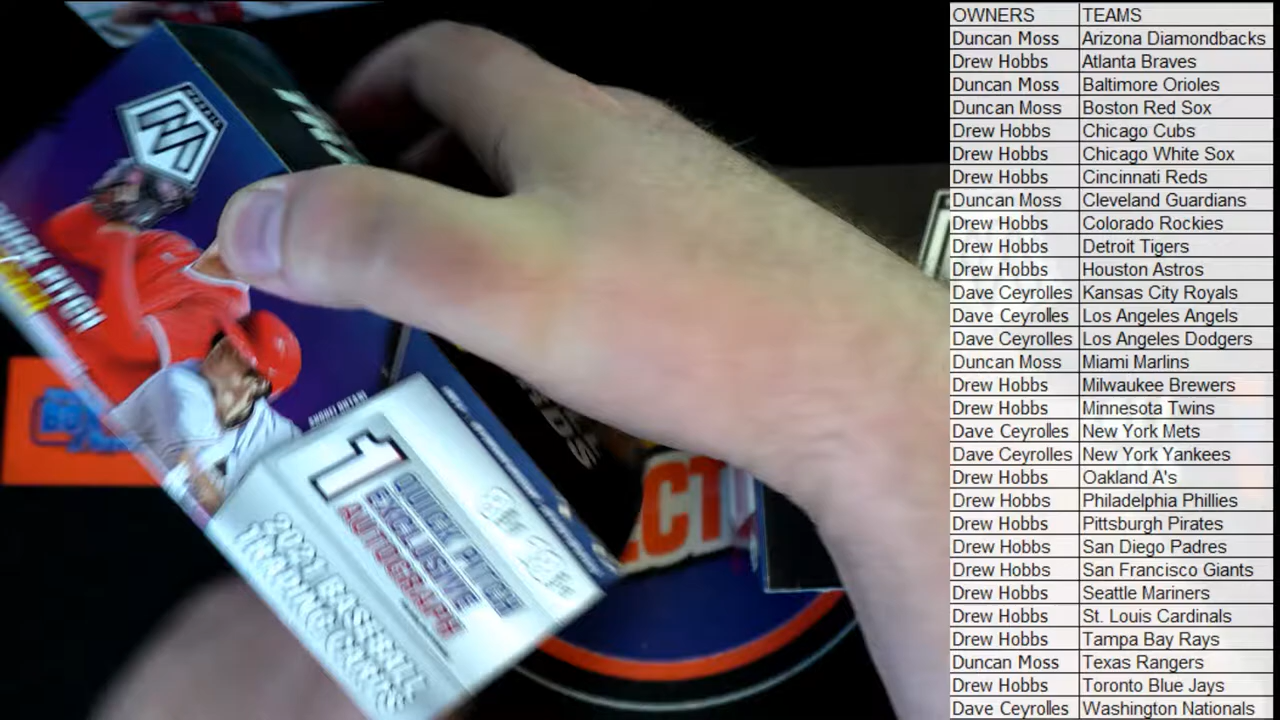 QUICK PITCH
1
QUICK PITCH
EXCLUSIVE
AUTOGRAPH
2021 BASEBALL
TRADING CARDS
ECT
OWNERS TEAMS
Duncan Moss Arizona Diamondbacks
Drew Hobbs Atlanta Braves
Duncan Moss Baltimore Orioles
Duncan Moss Boston Red Sox
Drew Hobbs Chicago Cubs
Drew Hobbs Chicago White Sox
Drew Hobbs Cincinnati Reds
Duncan Moss Cleveland Guardians
Drew Hobbs Colorado Rockies
Drew Hobbs Detroit Tigers
Drew Hobbs Houston Astros
Dave Ceyrolles Kansas City Royals
Dave Ceyrolles Los Angeles Angels
Dave Ceyrolles Los Angeles Dodgers
Duncan Moss Miami Marlins
Drew Hobbs Milwaukee Brewers
Drew Hobbs Minnesota Twins
Dave Ceyrolles New York Mets
Dave Ceyrolles New York Yankees
Drew Hobbs Oakland A's
Drew Hobbs Philadelphia Phillies
Drew Hobbs Pittsburgh Pirates
Drew Hobbs San Diego Padres
Drew Hobbs San Francisco Giants
Drew Hobbs Seattle Mariners
Drew Hobbs St. Louis Cardinals
Drew Hobbs Tampa Bay Rays
Duncan Moss Texas Rangers
Drew Hobbs Toronto Blue Jays
Dave Ceyrolles Washington Nationals